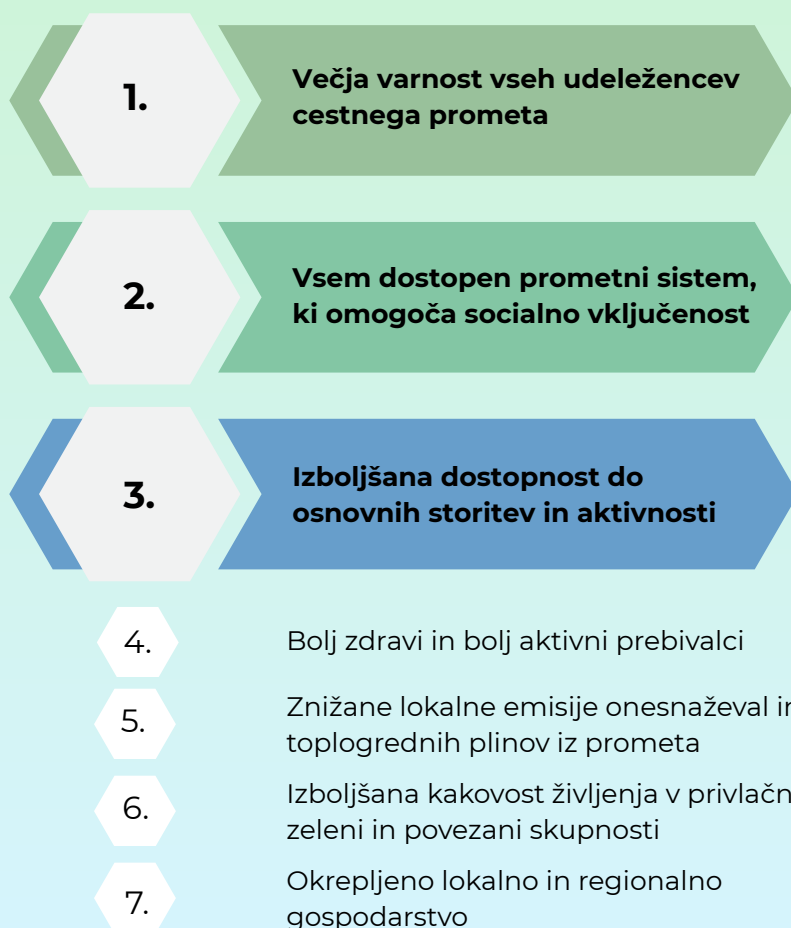 1.
Večja varnost vseh udeležencev
cestnega prometa
2.
Vsem dostopen prometni sistem,
ki omogoča socialno vključenost
3.
Izboljšana dostopnost do
osnovnih storitev in aktivnosti
4.
Bolj zdravi in bolj aktivni prebivalci
5.
Znižane lokalne emisije onesnaževal in
toplogrednih plinov iz prometa
6.
Izboljšana kakovost življenja v privlačn
zeleni in povezani skupnosti
7.
Okrepljeno lokalno in regionalno
gospodarstvo